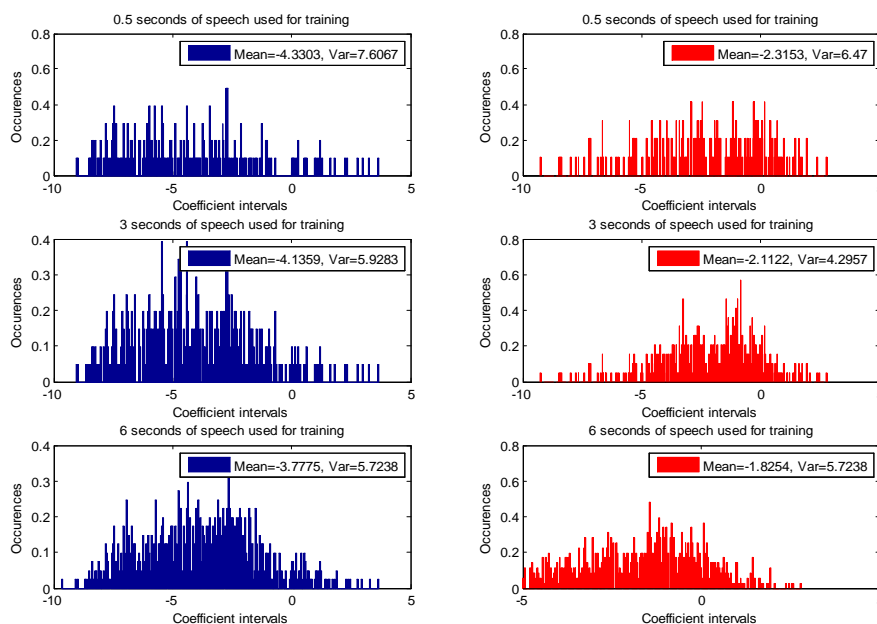 0.5 seconds of speech used for training
0.8
0.6
0.4
0.2
0
Occurences
Mean=-4.3303, Var=7.6067
-10
-5
0
5
Coefficient intervals
0.5 seconds of speech used for training
0.8
0.6
0.4
0.2
0
Occurences
Mean=-2.3153, Var=6.47
-10
-5
0
5
Coefficient intervals
3 seconds of speech used for training
0.4
0.3
0.2
0.1
0
Occurences
Mean=-4.1359, Var=5.9283
-10
-5
0
5
Coefficient intervals
3 seconds of speech used for training
0.8
0.6
0.4
0.2
0
Occurences
Mean=-2.1122, Var=4.2957
-10
-5
0
5
Coefficient intervals
6 seconds of speech used for training
0.4
0.3
0.2
0.1
0
Occurences
Mean=-3.7775, Var=5.7238
-10
-5
0
5
Coefficient intervals
6 seconds of speech used for training
0.8
0.6
0.4
0.2
0
Occurences
Mean=-1.8254, Var=5.7238
-5
0
5
Coefficient intervals